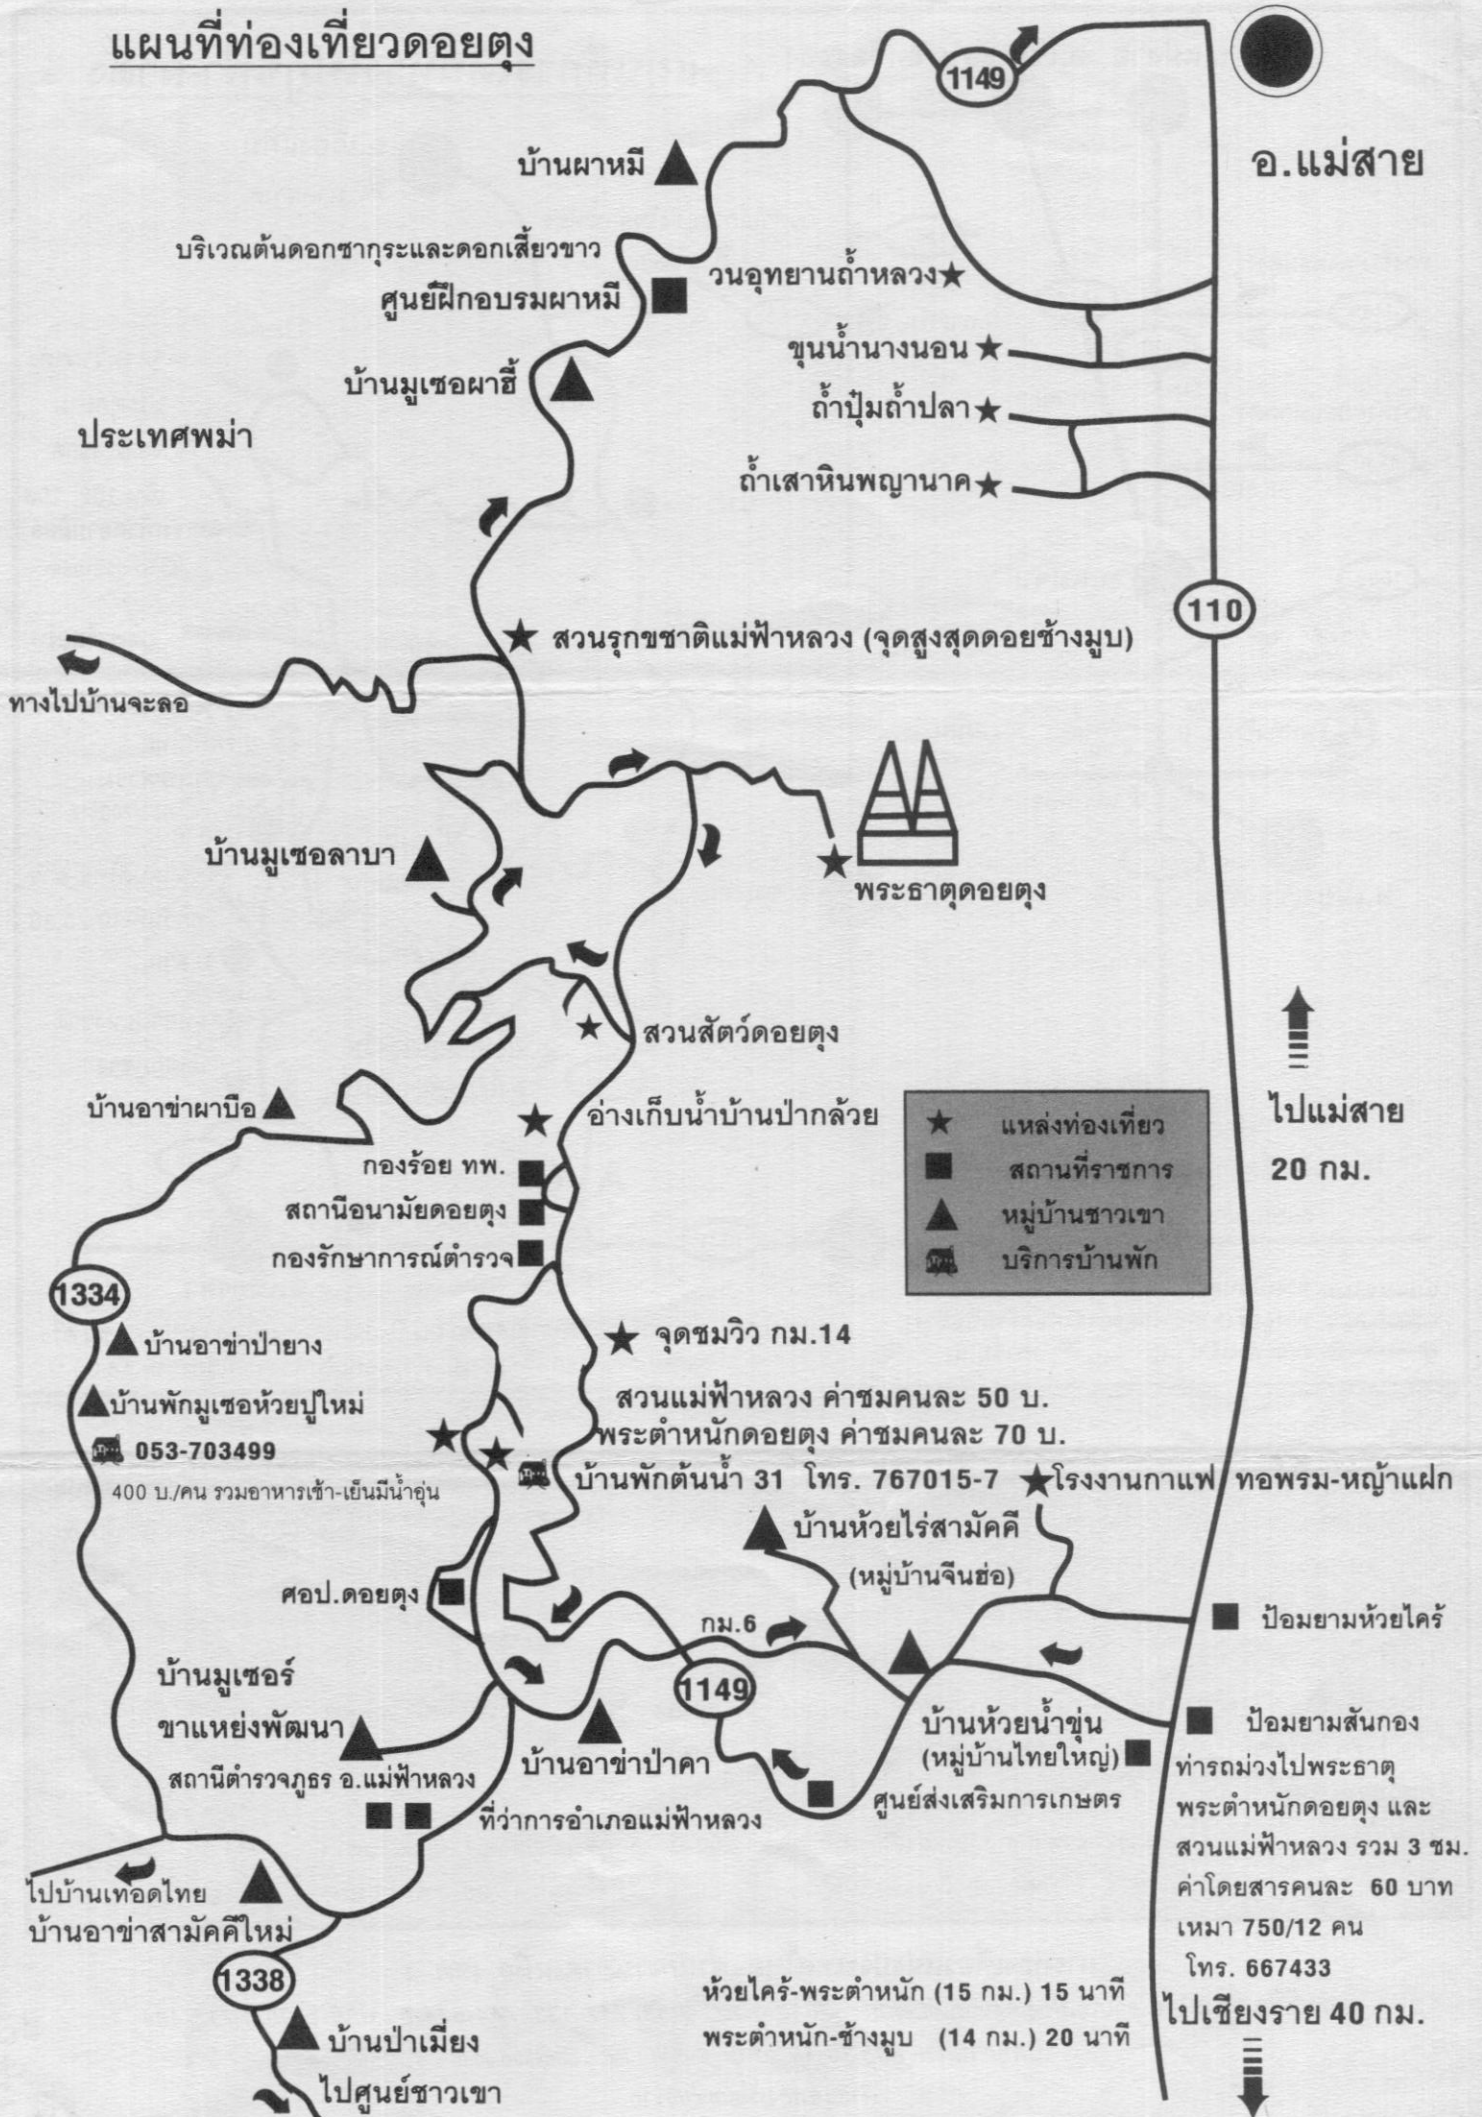 แผนที่ท่องเที่ยวดอยตุง
1149
อ.แม่สาย
บ้านผาหมี
บริเวณต้นดอกซากุระและดอกเสี้ยวขาว
วนอุทยานถ้ำหลวง
ศูนย์ฝึกอบรมผาหมี
ขุนน้ำนางนอน
บ้านมูเซอผาฮี้
ถ้ำปุ่มถ้ำปลา
ประเทศพม่า
ถ้ำเสาหินพญานาค
110
สวนรุกขชาติแม่ฟ้าหลวง (จุดสูงสุดดอยช้างมูบ)
ทางไปบ้านจะลอ
บ้านมูเซอลาบา
พระธาตุดอยตุง
สวนสัตว์ดอยตุง
บ้านอาข่าผาบือ
อ่างเก็บน้ำบ้านป่ากล้วย
แหล่งท่องเที่ยว
สถานที่ราชการ
หมู่บ้านชาวเขา
บริการบ้านพัก
ไปแม่สาย
20 กม.
กองร้อย ทพ.
สถานีอนามัยดอยตุง
กองรักษาการณ์ตำรวจ
1334
บ้านอาข่าป่ายาง
จุดชมวิว กม.14
บ้านพักมูเซอห้วยปูใหม่
053-703499
400 บ./คน รวมอาหารเช้า-เย็นมีน้ำอุ่น
สวนแม่ฟ้าหลวง ค่าชมคนละ 50 บ.
พระตำหนักดอยตุง ค่าชมคนละ 70 บ.
บ้านพักต้นน้ำ 31 โทร. 767015-7
โรงงานกาแฟ ทอพรม-หญ้าแฝก
บ้านห้วยไร่สามัคคี
(หมู่บ้านจีนฮ่อ)
ศอป.ดอยตุง
กม.6
ป้อมยามห้วยไคร้
บ้านมูเซอร์
ขาแหย่งพัฒนา
1149
บ้านห้วยน้ำขุ่น
(หมู่บ้านไทยใหญ่)
ป้อมยามสันกอง
บ้านอาข่าป่าคา
สถานีตำรวจภูธร อ.แม่ฟ้าหลวง
ที่ว่าการอำเภอแม่ฟ้าหลวง
ศูนย์ส่งเสริมการเกษตร
ท่ารถม่วงไปพระธาตุ
พระตำหนักดอยตุง และ
สวนแม่ฟ้าหลวง รวม 3 ชม.
ค่าโดยสารคนละ 60 บาท
เหมา 750/12 คน
โทร. 667433
ไปบ้านเทอดไทย
บ้านอาข่าสามัคคีใหม่
1338
ห้วยไคร้-พระตำหนัก (15 กม.) 15 นาที
พระตำหนัก-ช้างมูบ (14 กม.) 20 นาที
ไปเชียงราย 40 กม.
บ้านป่าเมี่ยง
ไปศูนย์ชาวเขา